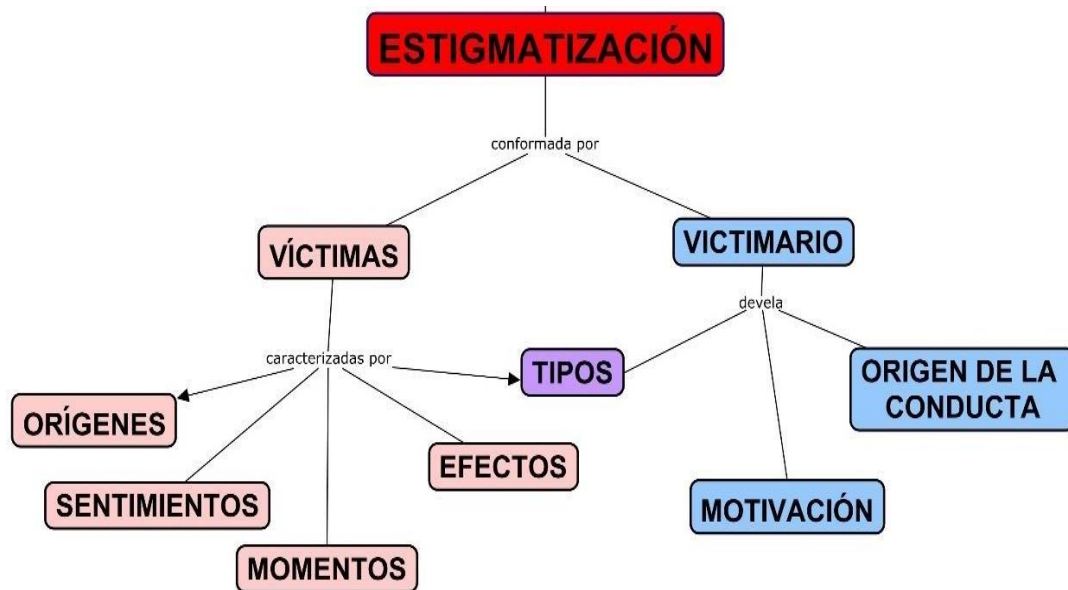 ESTIGMATIZACIÓN
conformada por
VÍCTIMAS
VICTIMARIO
devela
caracterizadas por
TIPOS
ORIGEN DE LA
CONDUCTA
ORÍGENES
EFECTOS
SENTIMIENTOS
MOTIVACIÓN
MOMENTOS